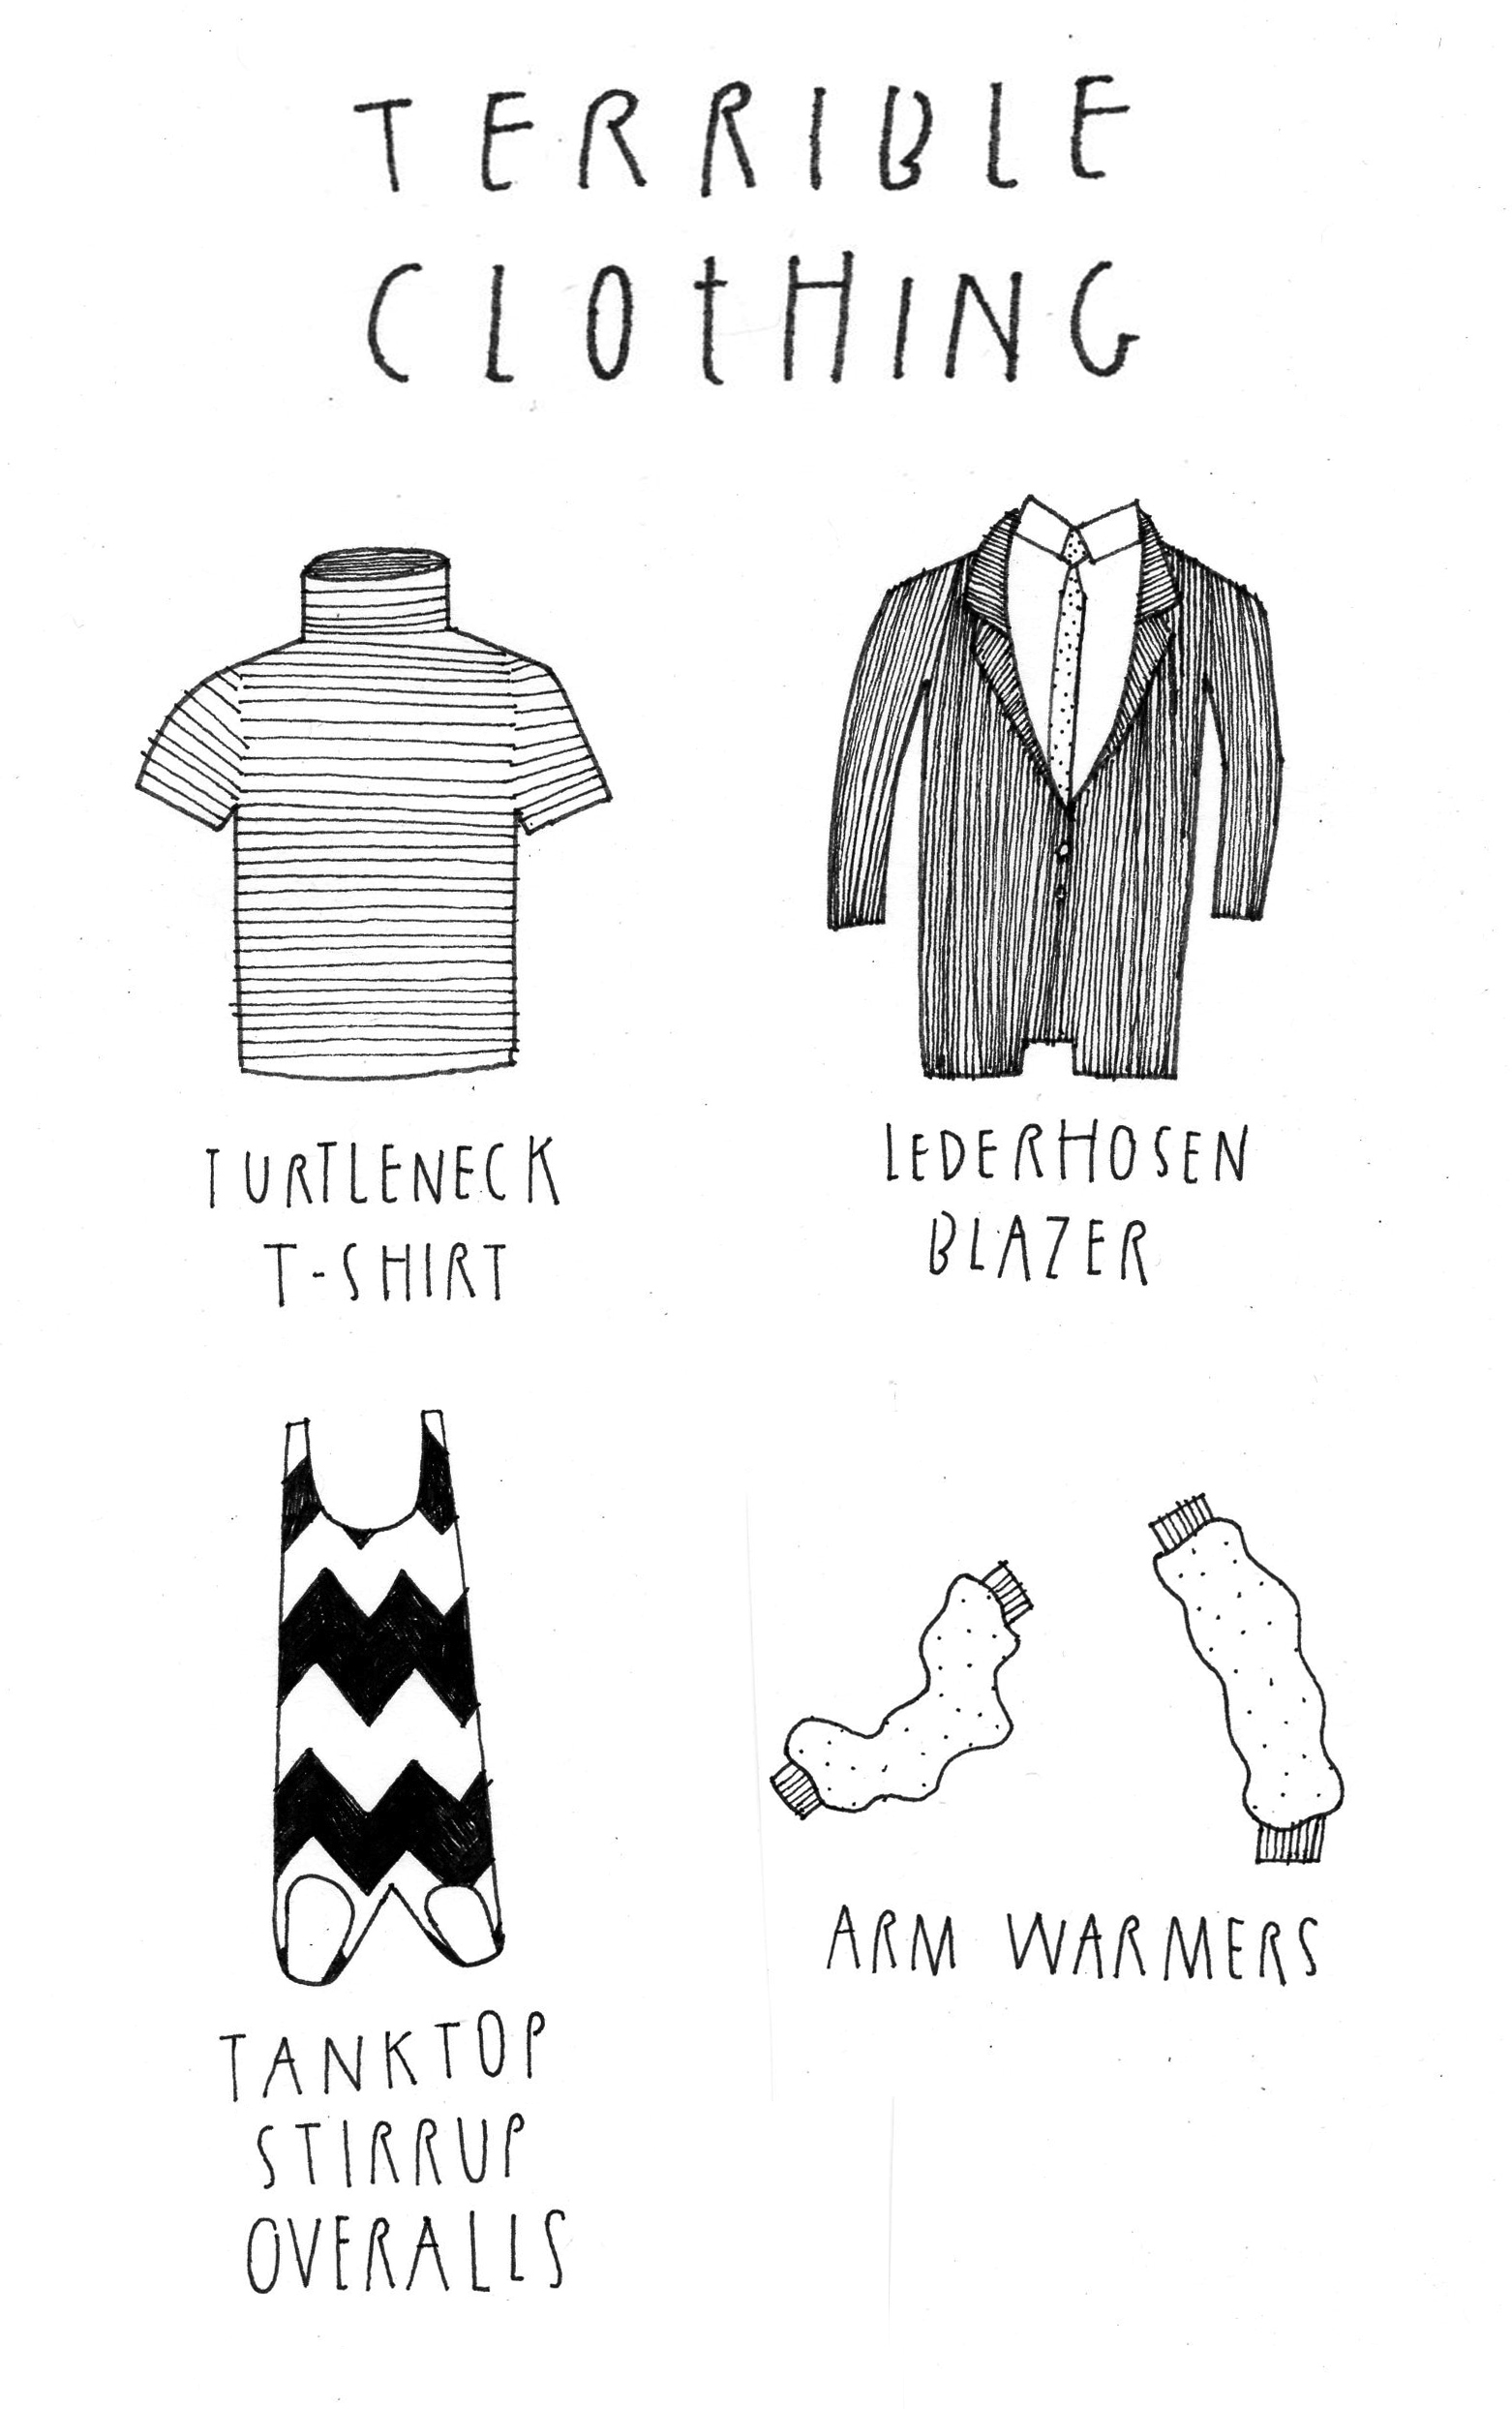 TERRIBLE
CLOtHING
TURTLENECK
T-SHIRT
LEDERHOSEN
BLAZER
TANKTOP
STIRRUP
OVERALLS
ARM WARMERS